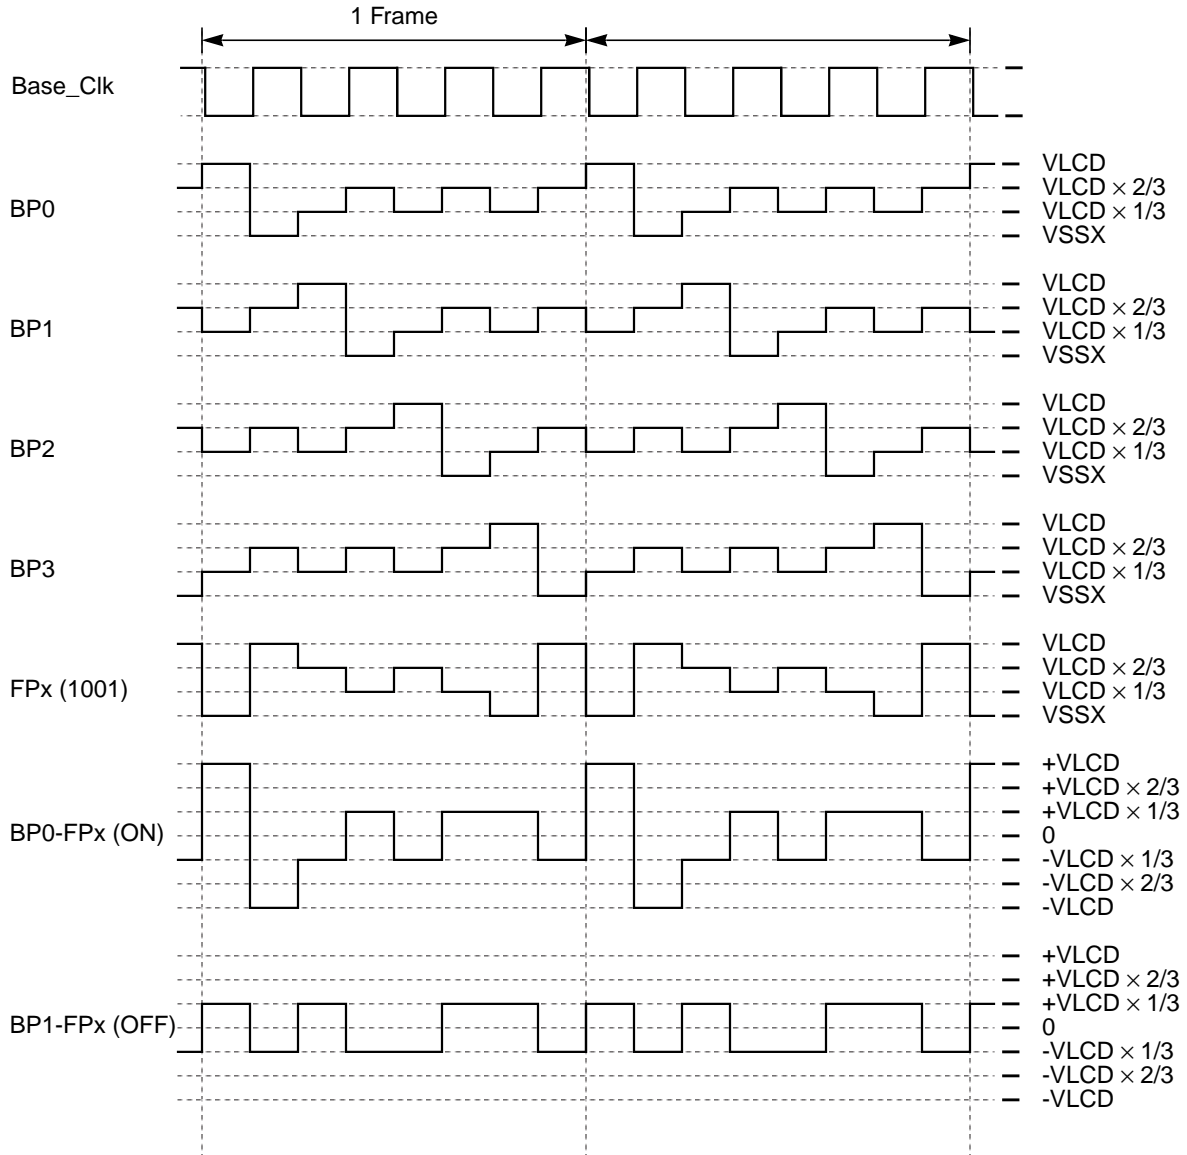 1 Frame
Base_Clk
BP0
VLCD
VLCD × 2/3
VLCD × 1/3
VSSX
BP1
VLCD
VLCD × 2/3
VLCD × 1/3
VSSX
BP2
VLCD
VLCD × 2/3
VLCD × 1/3
VSSX
BP3
VLCD
VLCD × 2/3
VLCD × 1/3
VSSX
FPx (1001)
VLCD
VLCD × 2/3
VLCD × 1/3
VSSX
BP0-FPx (ON)
+VLCD
+VLCD × 2/3
+VLCD × 1/3
0
-VLCD × 1/3
-VLCD × 2/3
-VLCD
BP1-FPx (OFF)
+VLCD
+VLCD × 2/3
+VLCD × 1/3
0
-VLCD × 1/3
-VLCD × 2/3
-VLCD